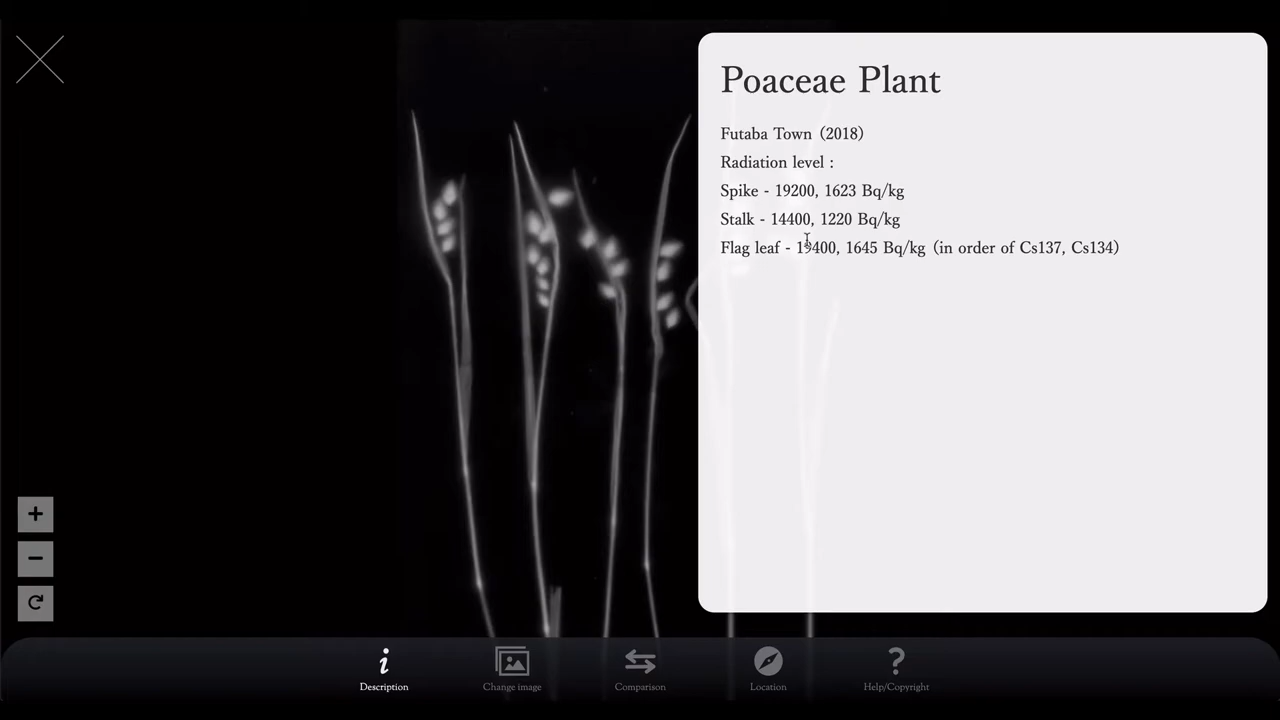 Poaceae Plant
Futaba Town (2018)
Radiation level :
Spike - 19200, 1623 Bq/kg
Stalk - 14400, 1220 Bq/kg
Flag leaf - 19400, 1645 Bq/kg (in order of Cs137, Cs134)
Description
Change image
Comparison
Location
Help/Copyright